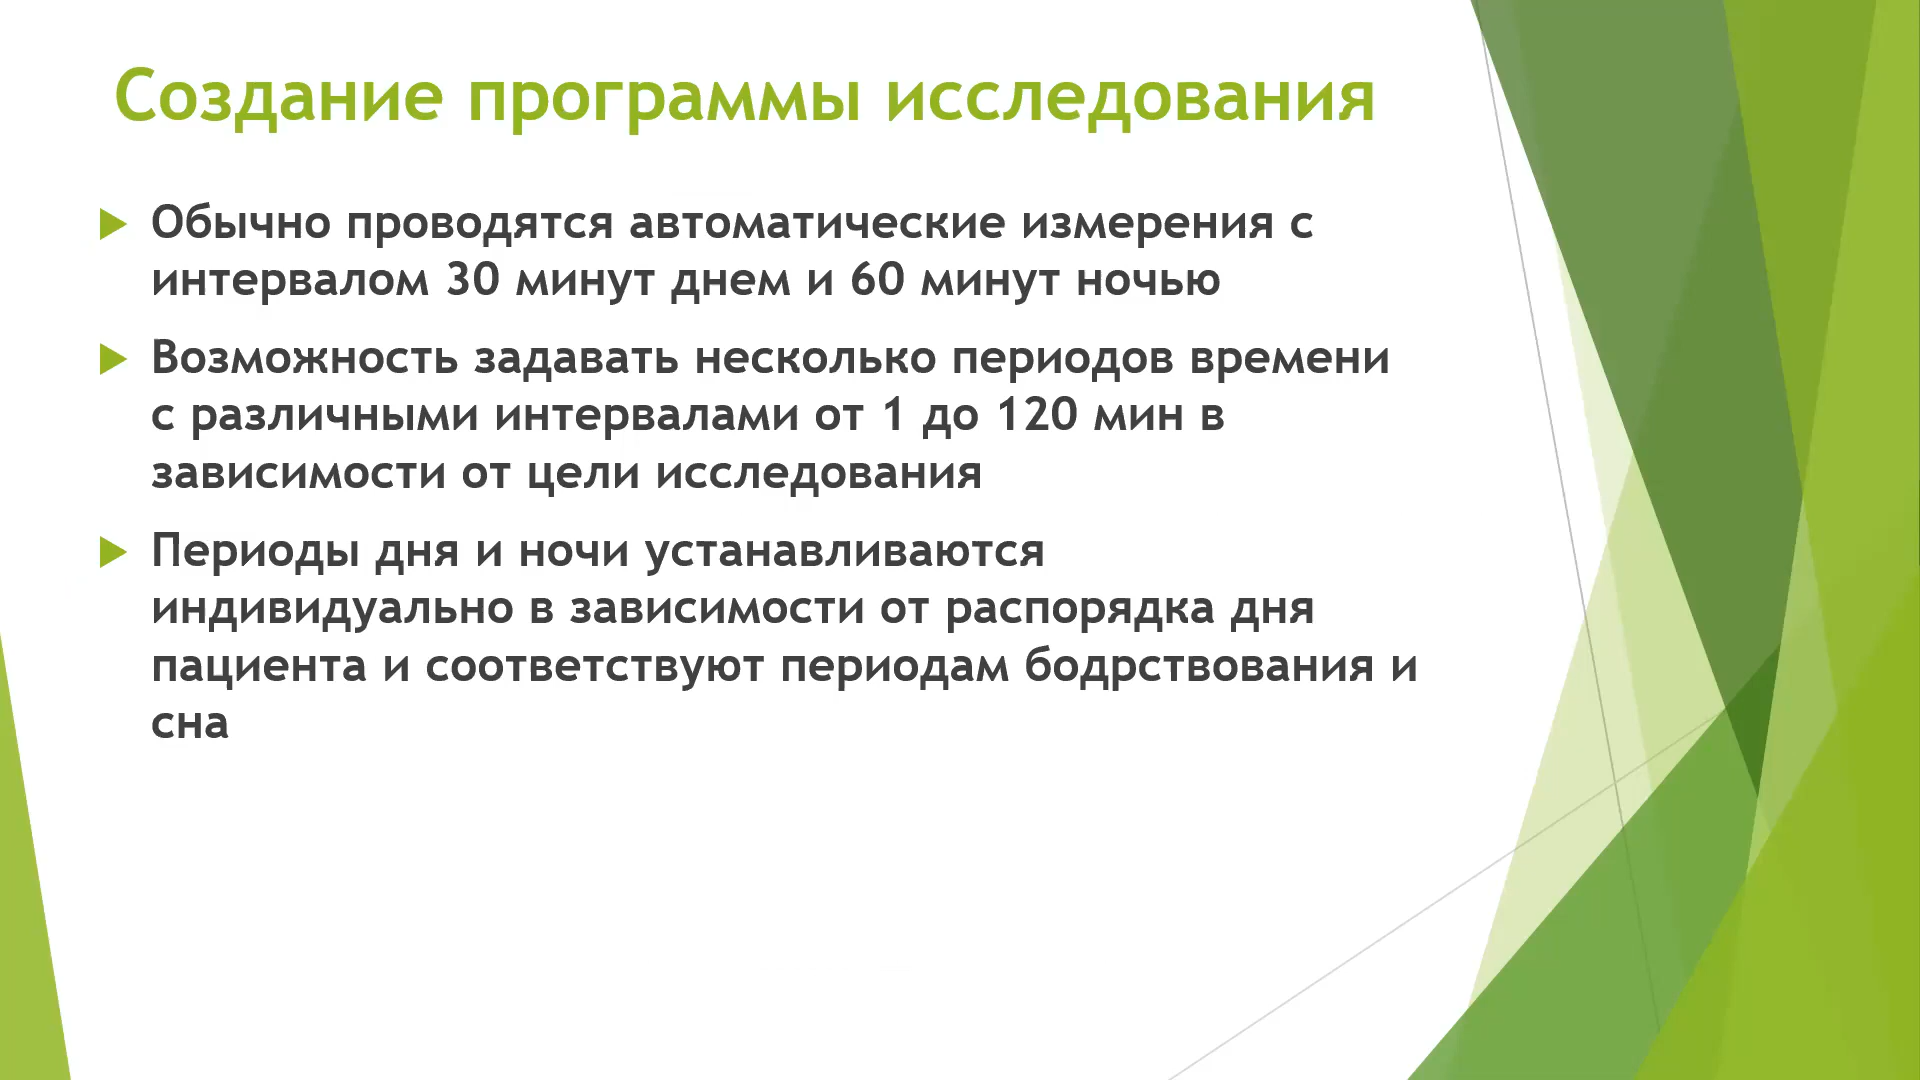 Создание программы исследования
Обычно проводятся автоматические измерения с
интервалом 30 минут днем и 60 минут ночью
Возможность задавать несколько периодов времени
с различными интервалами от 1 до 120 мин в
зависимости от цели исследования
Периоды дня и ночи устанавливаются
индивидуально в зависимости от распорядка дня
пациента и соответствуют периодам бодрствования и
сна